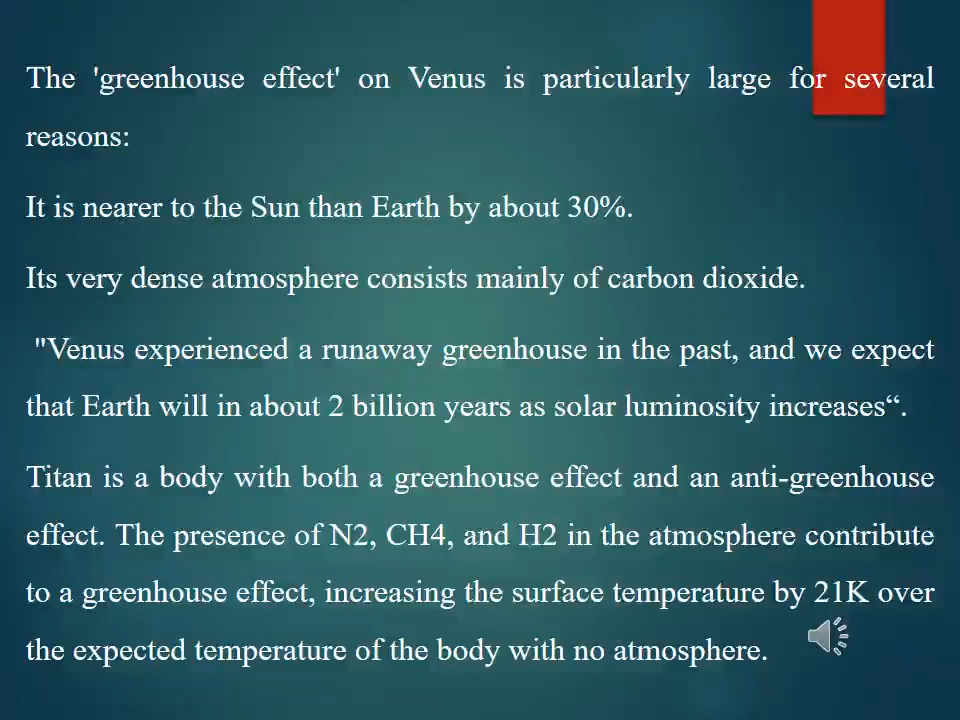 The 'greenhouse effect' on Venus is particularly large for several
reasons:
It is nearer to the Sun than Earth by about 30%.
Its very dense atmosphere consists mainly of carbon dioxide.
"Venus experienced a runaway greenhouse in the past, and we expect
that Earth will in about 2 billion years as solar luminosity increases“.
Titan is a body with both a greenhouse effect and an anti-greenhouse
effect. The presence of N2, CH4, and H2 in the atmosphere contribute
to a greenhouse effect, increasing the surface temperature by 21K over
the expected temperature of the body with no atmosphere.